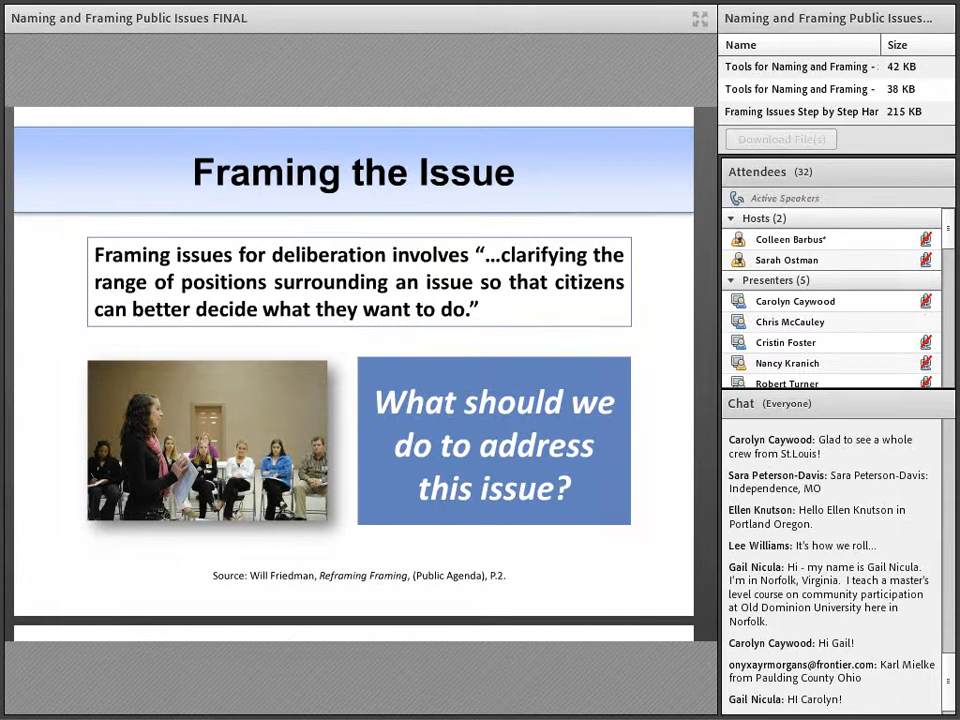 Naming and Framing Public Issues FINAL
Framing the Issue
Framing issues for deliberation involves “…clarifying the
range of positions surrounding an issue so that citizens
can better decide what they want to do.”
What should we
do to address
this issue?
Source: Will Friedman, Reframing Framing, (Public Agenda), P.2.
Naming and Framing Public Issues...
Name Size
Tools for Naming and Framing - 42 KB
Tools for Naming and Framing - 38 KB
Framing Issues Step by Step Har 215 KB
Download File(s)
Attendees (32)
Active Speakers
Hosts (2)
Colleen Barbus*
Sarah Ostman
Presenters (5)
Carolyn Caywood
Chris McCauley
Cristin Foster
Nancy Kranich
Robert Turner
Chat (Everyone)
Carolyn Caywood: Glad to see a whole
crew from St.Louis!
Sara Peterson-Davis: Sara Peterson-Davis:
Independence, MO
Ellen Knutson: Hello Ellen Knutson in
Portland Oregon.
Lee Williams: It's how we roll...
Gail Nicula: Hi - my name is Gail Nicula.
I'm in Norfolk, Virginia. I teach a master's
level course on community participation
at Old Dominion University here in
Norfolk.
Carolyn Caywood: Hi Gail!
onyxayrmorgans@frontier.com: Karl Mielke
from Paulding County Ohio
Gail Nicula: HI Carolyn!